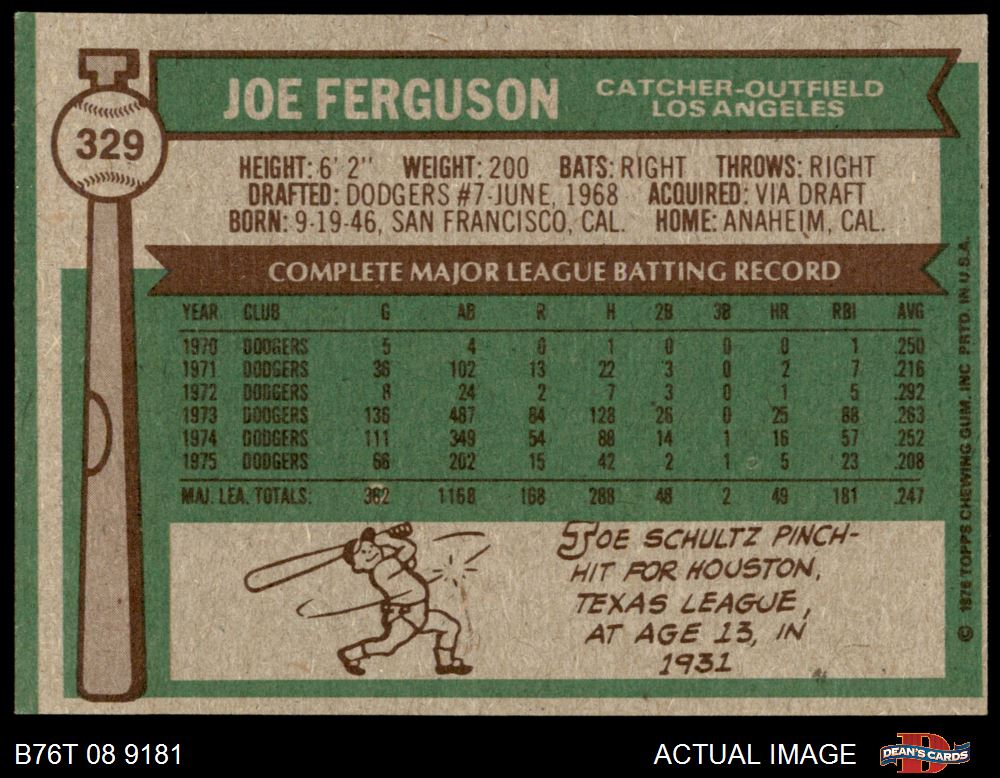 329
JOE FERGUSON
CATCHER-OUTFIELD
LOS ANGELES
HEIGHT: 6' 2" WEIGHT: 200 BATS: RIGHT THROWS: RIGHT
DRAFTED: DODGERS #7-JUNE, 1968 ACQUIRED: VIA DRAFT
BORN: 9-19-46, SAN FRANCISCO, CAL. HOME: ANAHEIM, CAL.
COMPLETE MAJOR LEAGUE BATTING RECORD
YEAR CLUB G AB R H 2B 3B HR RBI AVG
1970 DODGERS 5 4 0 1 0 0 0 1 .250
1971 DODGERS 36 102 13 22 3 0 2 7 .216
1972 DODGERS 8 24 2 7 3 0 1 5 .292
1973 DODGERS 136 487 84 128 26 0 25 88 .263
1974 DODGERS 111 349 54 88 14 1 16 57 .252
1975 DODGERS 66 202 15 42 2 1 5 23 .208
MAJ. LEA. TOTALS: 362 1168 168 288 48 2 49 181 .247
JOE SCHULTZ PINCH-
HIT FOR HOUSTON,
TEXAS LEAGUE,
AT AGE 13, IN
1931
© 1976 TOPPS CHEWING GUM, INC PRTD. IN U.S.A.
B76T 08 9181
ACTUAL IMAGE
D
DEAN'S CARDS